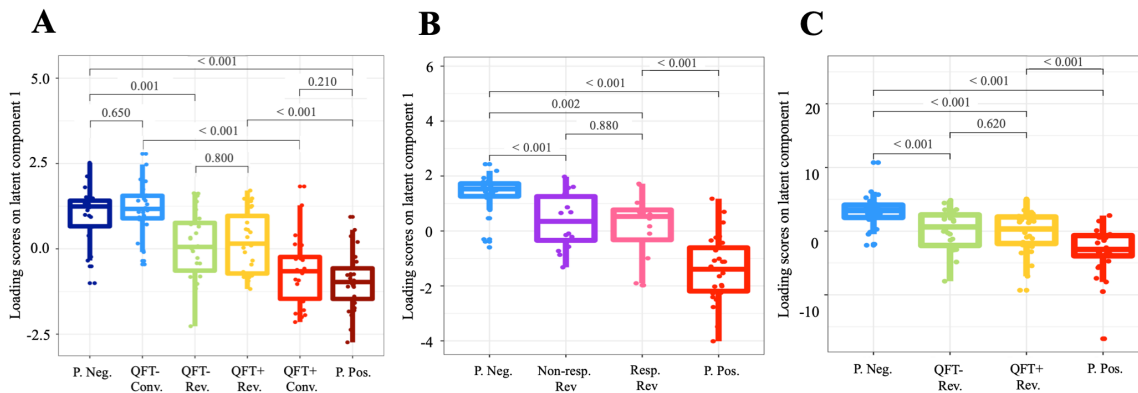 A
Loading scores on latent component 1
5.0
2.5
0.0
-2.5
< 0.001
0.210
0.001
< 0.001
0.650
< 0.001
0.800
P. Neg.
QFT-
Conv.
QFT-
Rev.
QFT+
Rev.
QFT+
Conv.
P. Pos.
B
Loading scores on latent component 1
6
4
2
0
-2
-4
< 0.001
< 0.001
0.002
0.880
< 0.001
P. Neg.
Non-resp.
Rev
Resp.
Rev
P. Pos.
C
Loading scores on latent component 1
20
10
0
-10
< 0.001
< 0.001
< 0.001
0.620
< 0.001
P. Neg.
QFT-
Rev.
QFT+
Rev.
P. Pos.